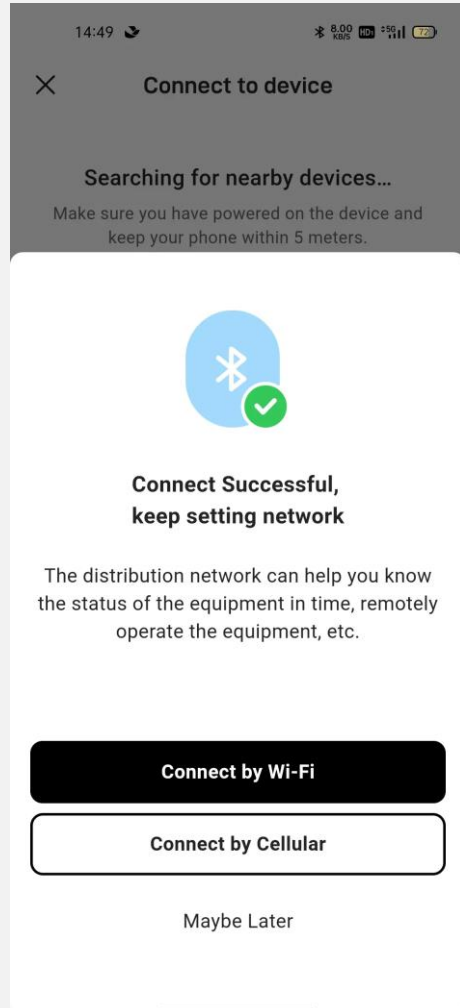 14:49 8.00 KB/S HD 5G 72
Connect to device
Searching for nearby devices...
Make sure you have powered on the device and
keep your phone within 5 meters.
Connect Successful,
keep setting network
The distribution network can help you know
the status of the equipment in time, remotely
operate the equipment, etc.
Connect by Wi-Fi
Connect by Cellular
Maybe Later